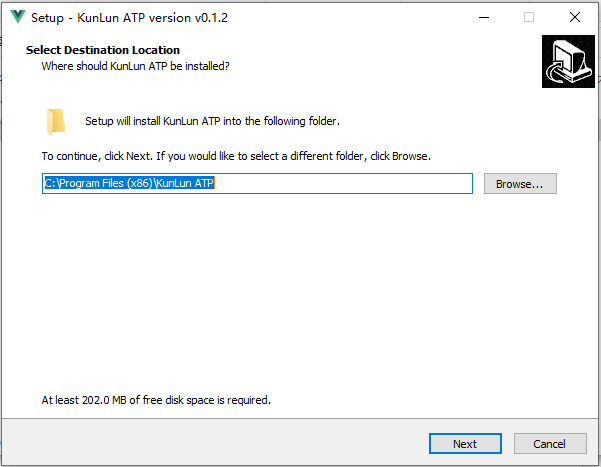 Setup - KunLun ATP version v0.1.2
Select Destination Location
Where should KunLun ATP be installed?
Setup will install KunLun ATP into the following folder.
To continue, click Next. If you would like to select a different folder, click Browse.
C:\Program Files (x86)\KunLun ATP
Browse...
At least 202.0 MB of free disk space is required.
Next
Cancel